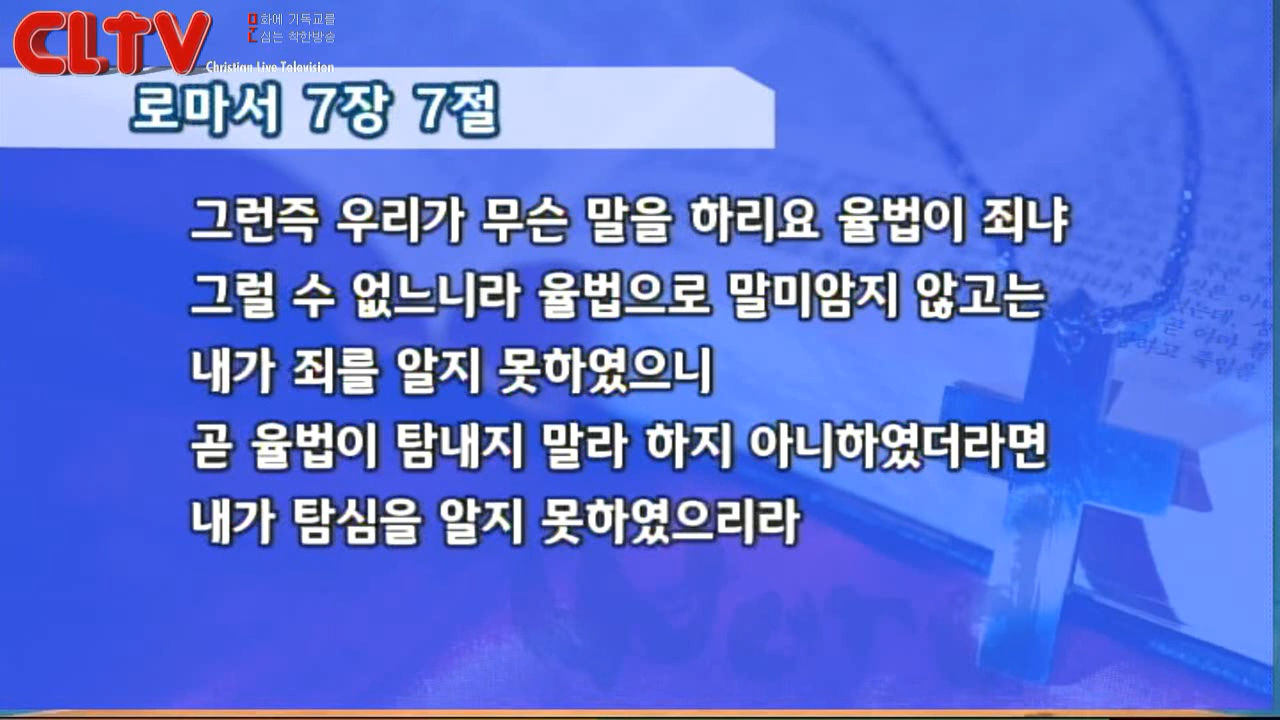 CLTV
문화에 기독교를
심는 착한방송
Christian Live Television
로마서 7장 7절
그런즉 우리가 무슨 말을 하리요 율법이 죄냐
그럴 수 없느니라 율법으로 말미암지 않고는
내가 죄를 알지 못하였으니
곧 율법이 탐내지 말라 하지 아니하였더라면
내가 탐심을 알지 못하였으리라